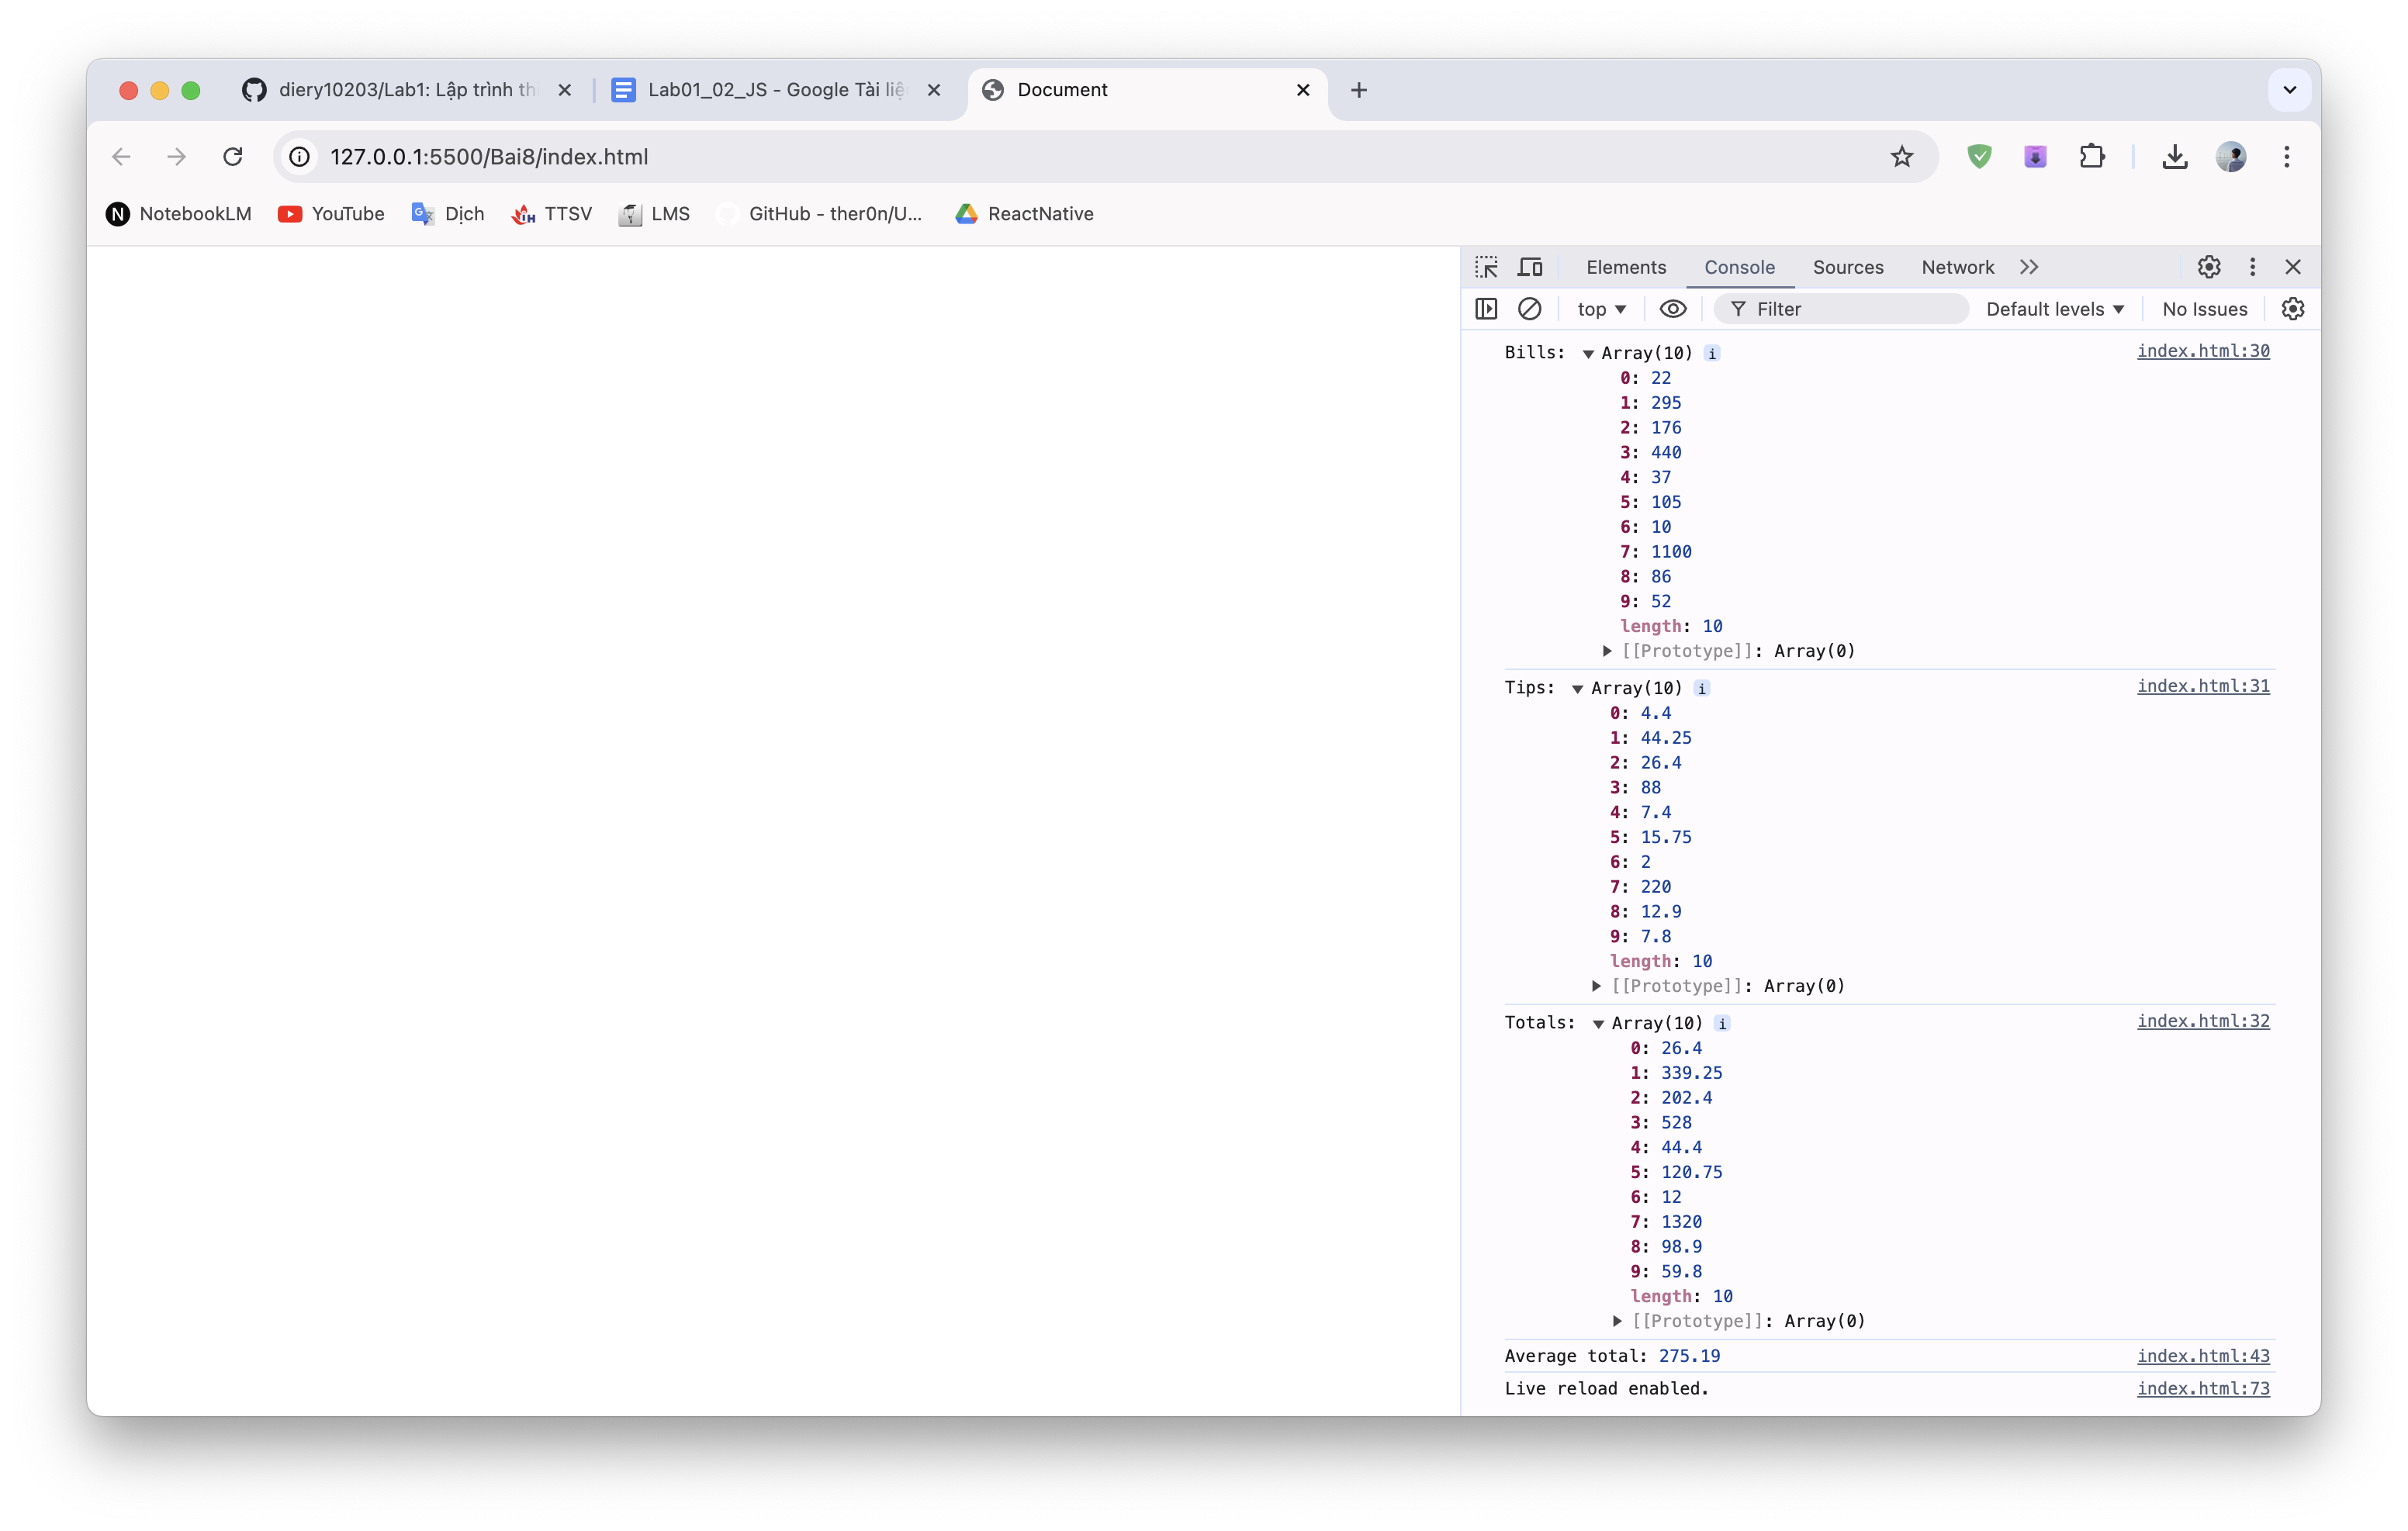 diery10203/Lab1: Lập trình th
Lab01_02_JS - Google Tài liệ
Document
127.0.0.1:5500/Bai8/index.html
NotebookLM YouTube Dịch TTSV LMS GitHub - ther0n/U... ReactNative
Elements Console Sources Network
top Filter Default levels No Issues
Bills: Array(10) i index.html:30
0: 22
1: 295
2: 176
3: 440
4: 37
5: 105
6: 10
7: 1100
8: 86
9: 52
length: 10
[[Prototype]]: Array(0)
Tips: Array(10) i index.html:31
0: 4.4
1: 44.25
2: 26.4
3: 88
4: 7.4
5: 15.75
6: 2
7: 220
8: 12.9
9: 7.8
length: 10
[[Prototype]]: Array(0)
Totals: Array(10) i index.html:32
0: 26.4
1: 339.25
2: 202.4
3: 528
4: 44.4
5: 120.75
6: 12
7: 1320
8: 98.9
9: 59.8
length: 10
[[Prototype]]: Array(0)
Average total: 275.19 index.html:43
Live reload enabled. index.html:73